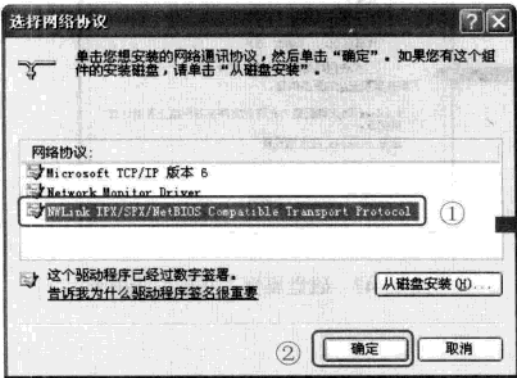 选择网络协议
单击您想安装的网络通讯协议，然后单击“确定”。如果您有这个组
件的安装磁盘，请单击“从磁盘安装”。
网络协议:
Microsoft TCP/IP 版本 6
Network Monitor Driver
NWLink IPX/SPX/NetBIOS Compatible Transport Protocol
①
这个驱动程序已经过数字签署。
告诉我为什么驱动程序签名很重要
从磁盘安装(H)...
② 确定 取消